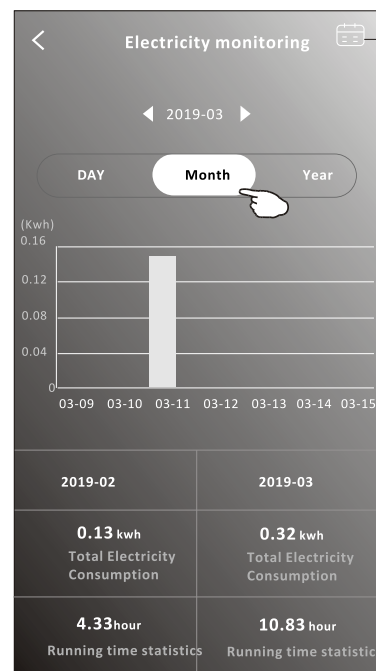 Electricity monitoring
2019-03
DAY Month Year
(Kwh)
0.16
0.12
0.08
0.04
0
03-09 03-10 03-11 03-12 03-13 03-14 03-15
2019-02 2019-03
0.13 kwh 0.32 kwh
Total Electricity Total Electricity
Consumption Consumption
4.33hour 10.83 hour
Running time statistics Running time statistic